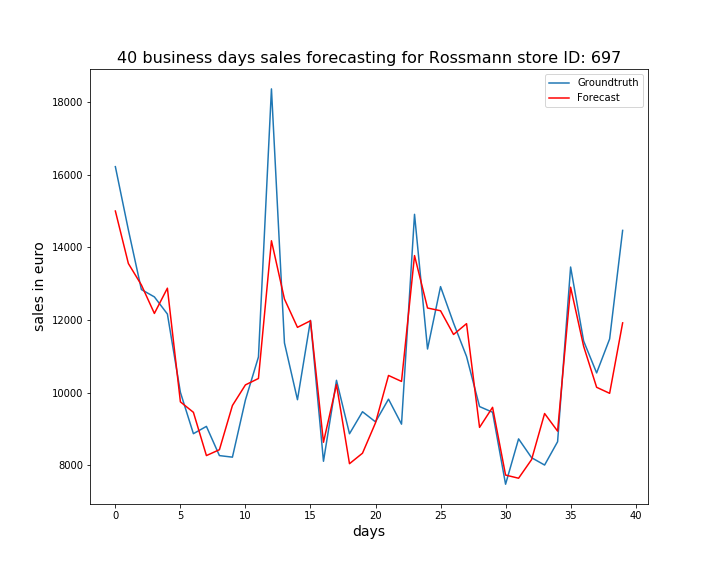 40 business days sales forecasting for Rossmann store ID: 697
Groundtruth
Forecast
18000
16000
14000
12000
10000
8000
sales in euro
0 5 10 15 20 25 30 35 40
days